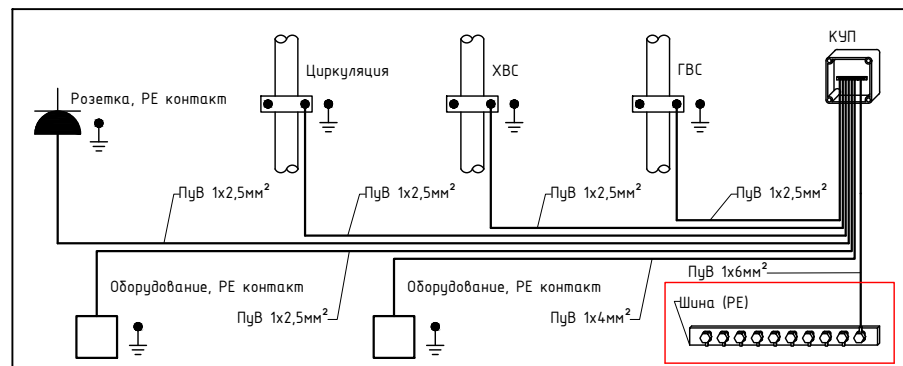 КУП
Циркуляция
ХВС
ГВС
Розетка, PE контакт
ПуВ 1х2,5мм²
ПуВ 1х2,5мм²
ПуВ 1х2,5мм²
ПуВ 1х2,5мм²
ПуВ 1х6мм²
Оборудование, PE контакт
Оборудование, PE контакт
ПуВ 1х2,5мм²
ПуВ 1х4мм²
Шина (PE)